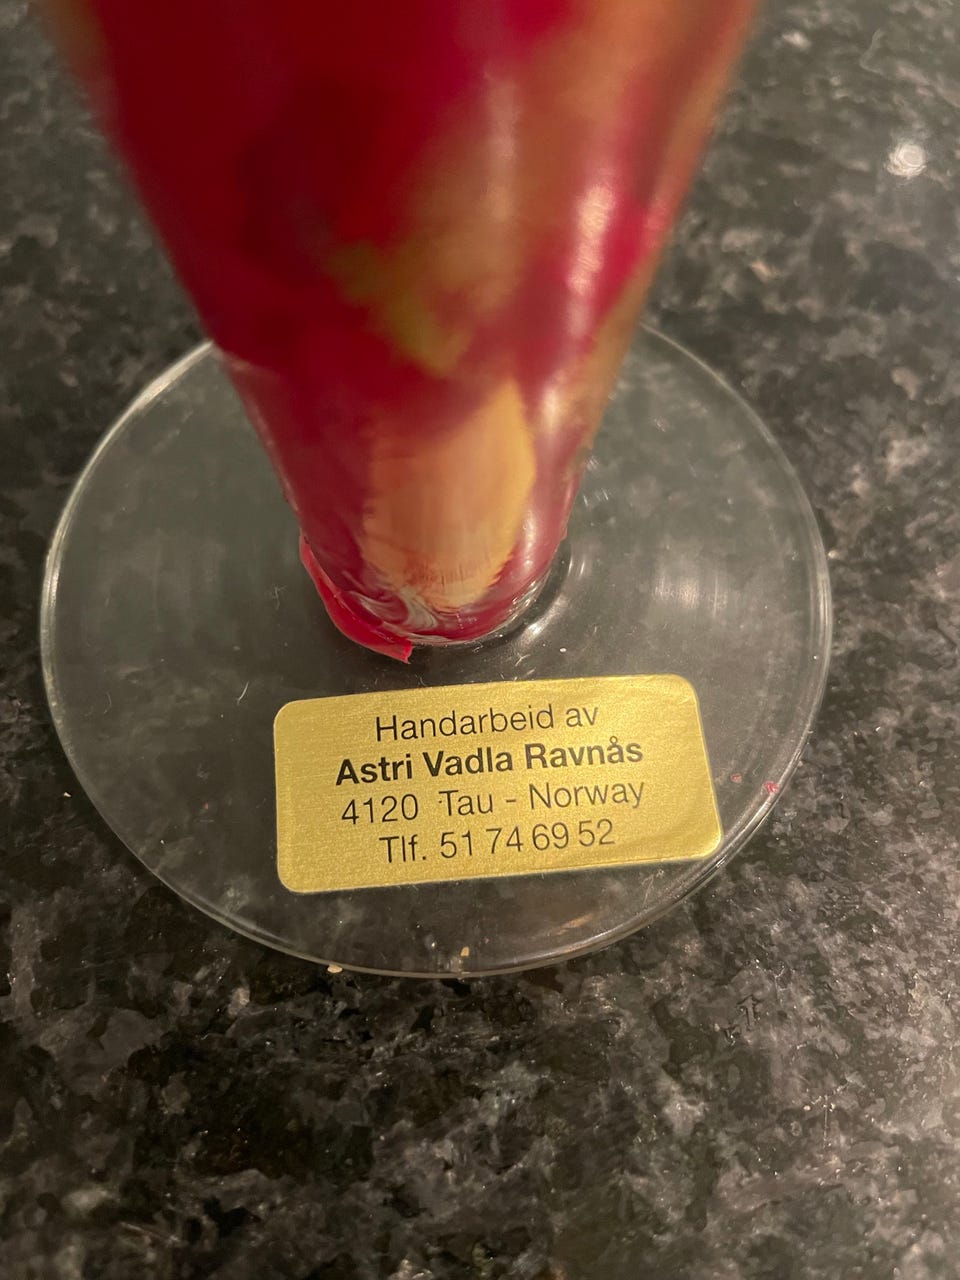 Handarbeid av
Astri Vadla Ravnås
4120 Tau - Norway
Tlf. 51 74 69 52